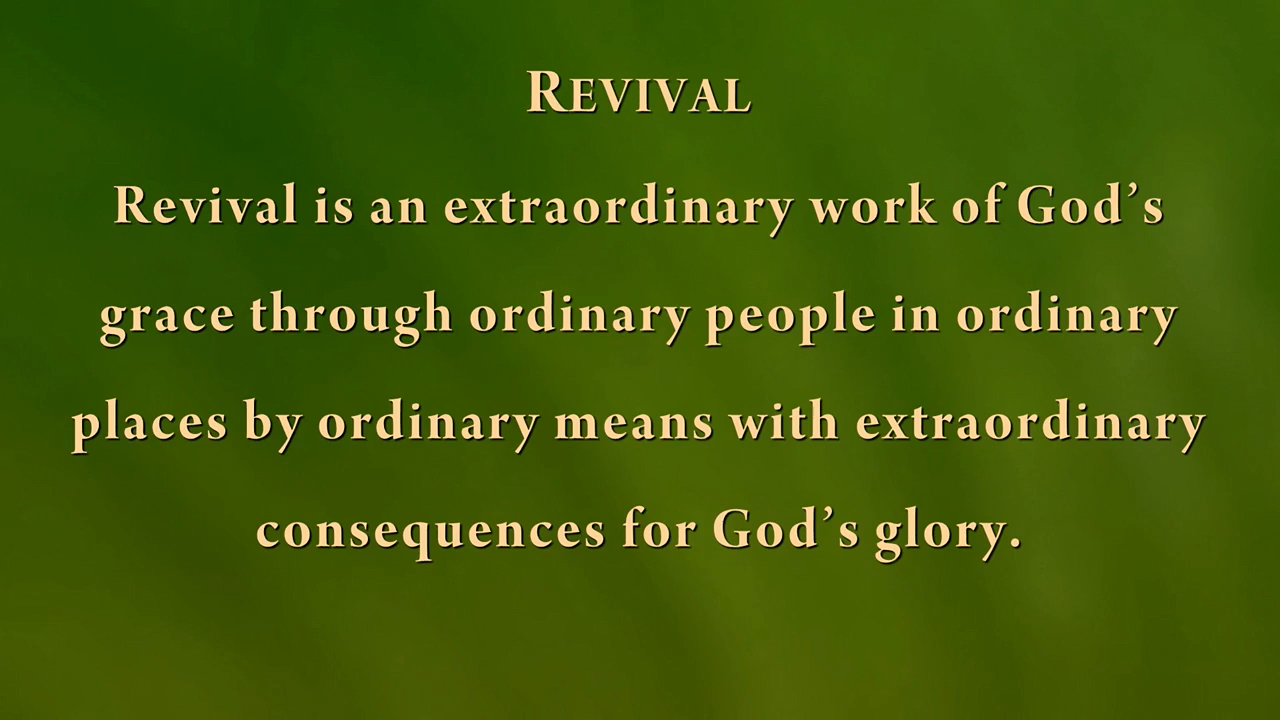 Revival
Revival is an extraordinary work of God’s
grace through ordinary people in ordinary
places by ordinary means with extraordinary
consequences for God’s glory.